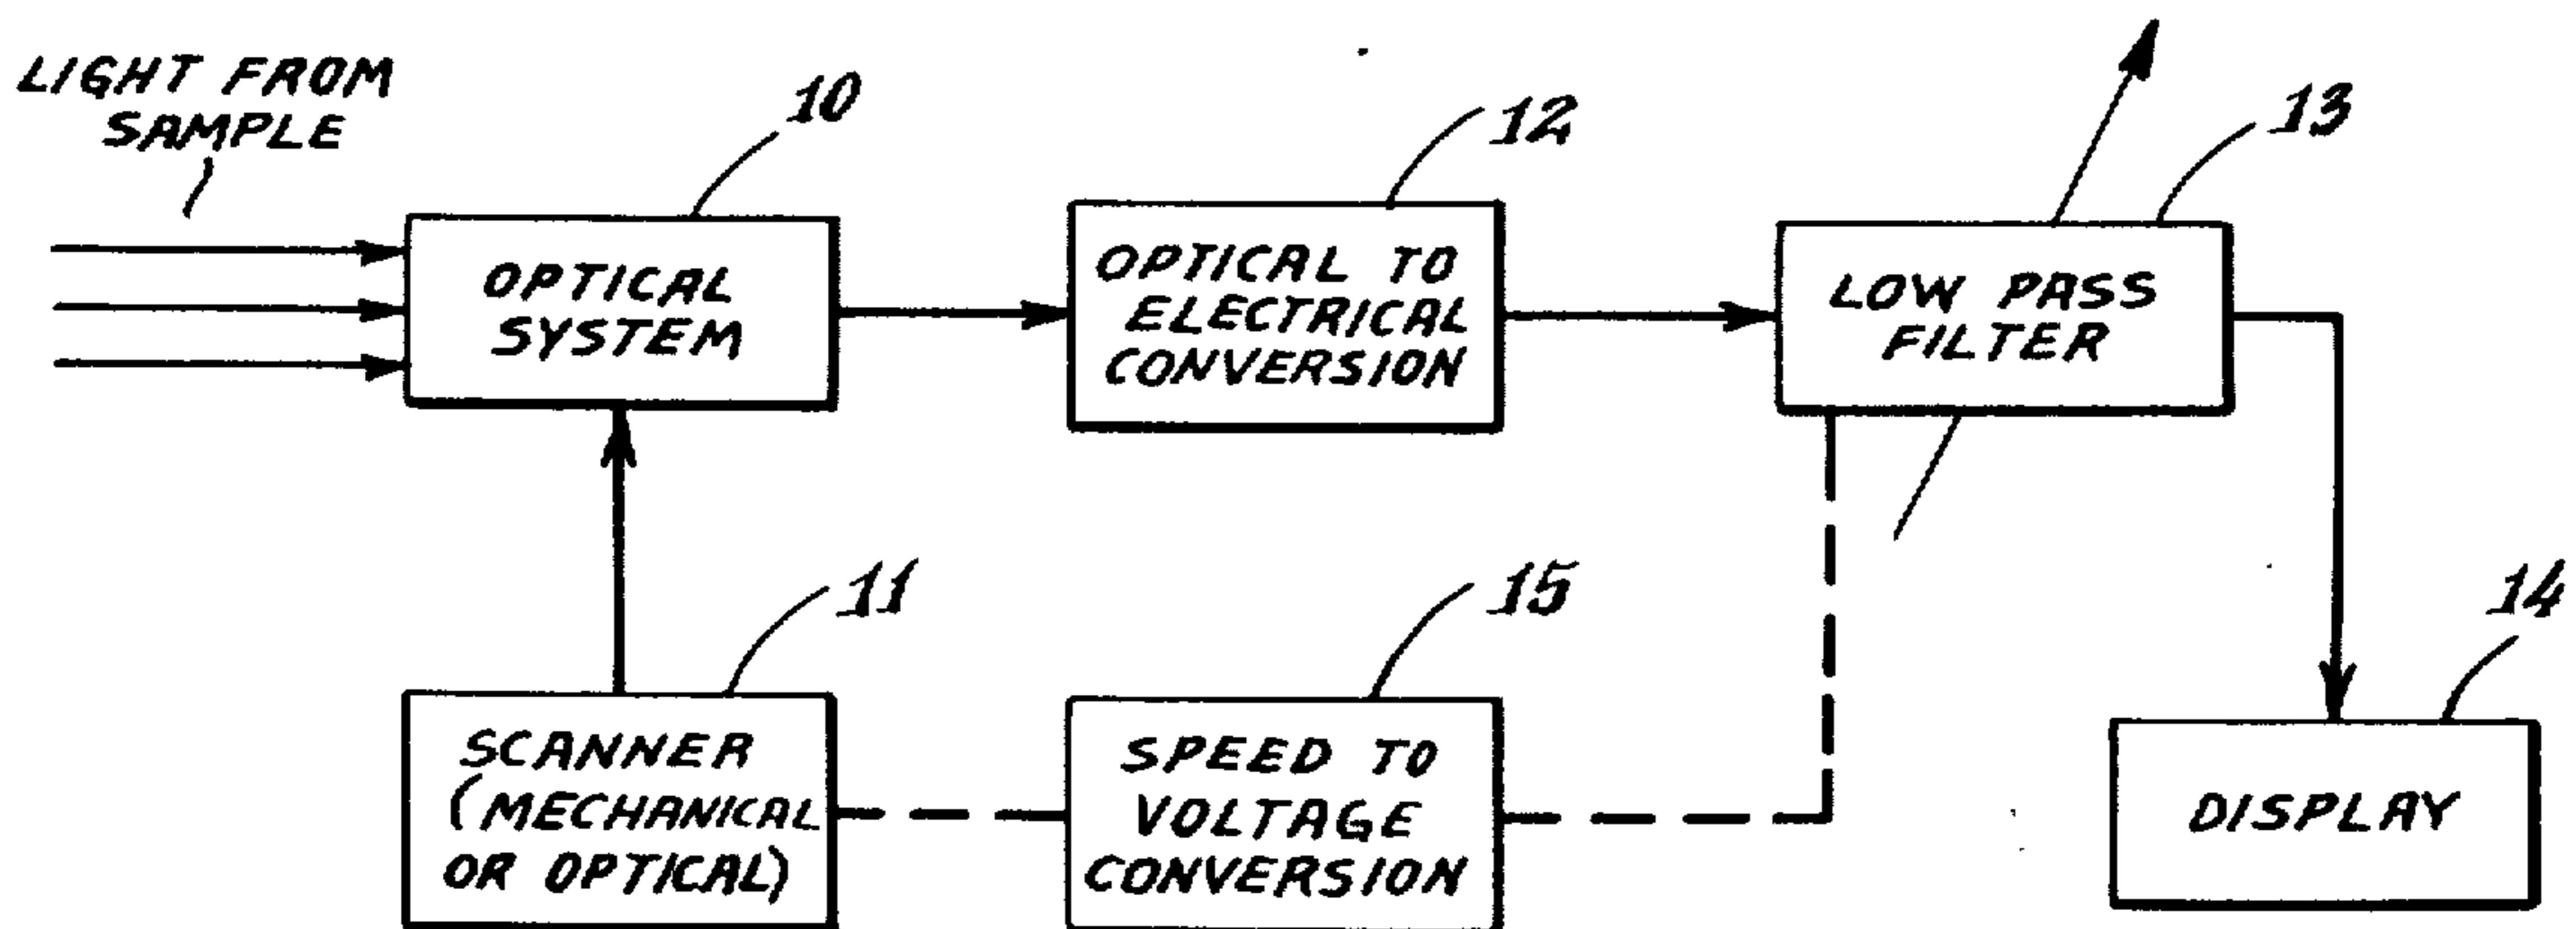 LIGHT FROM
SAMPLE
10
12
13
OPTICAL
SYSTEM
OPTICAL TO
ELECTRICAL
CONVERSION
LOW PASS
FILTER
11
15
14
SCANNER
(MECHANICAL
OR OPTICAL)
SPEED TO
VOLTAGE
CONVERSION
DISPLAY